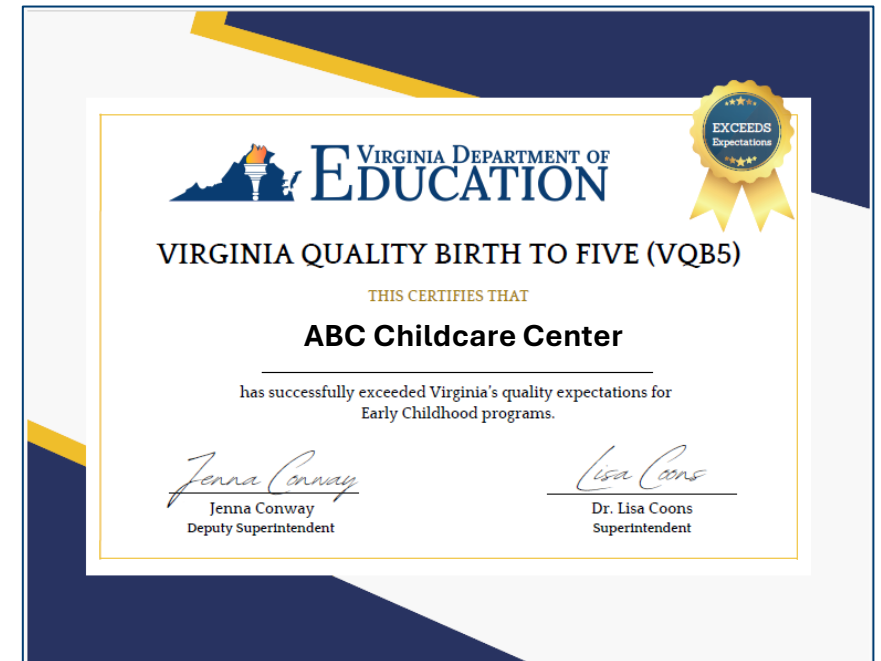 EXCEEDS
Expectations
VIRGINIA DEPARTMENT OF
EDUCATION
VIRGINIA QUALITY BIRTH TO FIVE (VQB5)
THIS CERTIFIES THAT
ABC Childcare Center
has successfully exceeded Virginia's quality expectations for
Early Childhood programs.
Jenna Conway
Lisa Coons
Jenna Conway
Dr. Lisa Coons
Deputy Superintendent
Superintendent